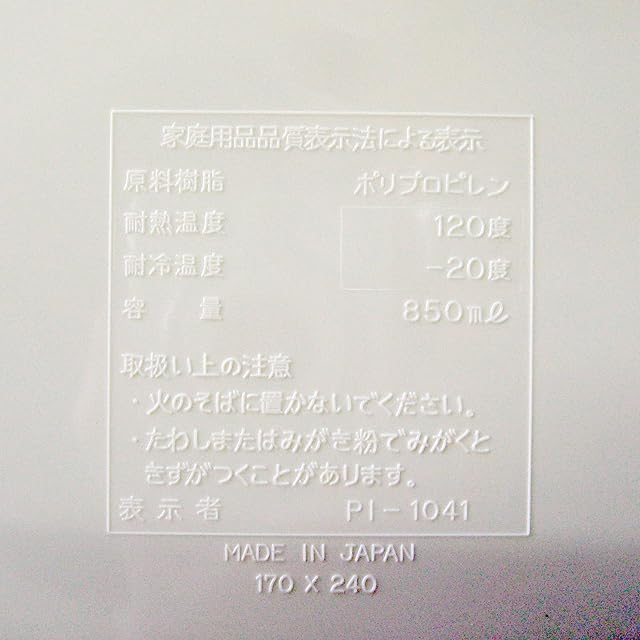 家庭用品品質表示法による表示
原料樹脂 ポリプロピレン
耐熱温度 120度
耐冷温度 -20度
容量 850mℓ
取扱い上の注意
・火のそばに置かないでください。
・たわしまたはみがき粉でみがくと
きずがつくことがあります。
表示者 PI-1041
MADE IN JAPAN
170 X 240